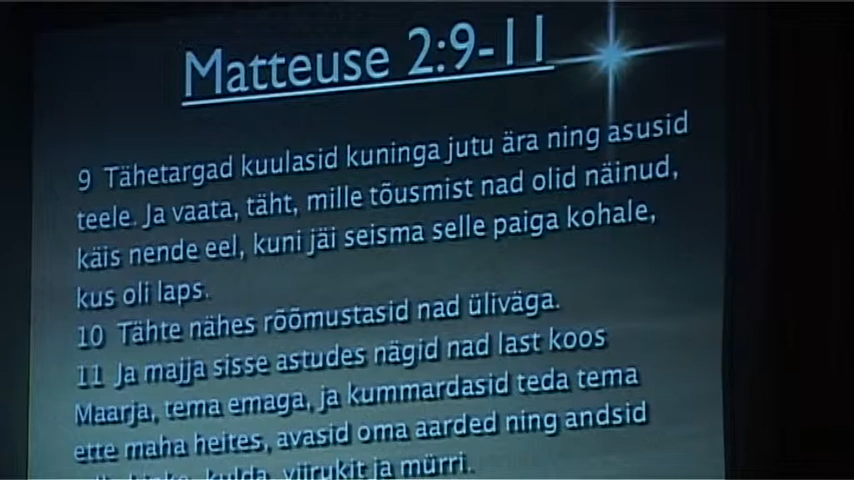 Matteuse 2:9-11
9 Tähetargad kuulasid kuninga jutu ära ning asusid
teele. Ja vaata, täht, mille tõusmist nad olid näinud,
käis nende eel, kuni jäi seisma selle paiga kohale,
kus oli laps.
10 Tähte nähes rõõmustasid nad üliväga.
11 Ja majja sisse astudes nägid nad last koos
Maarja, tema emaga, ja kummardasid teda tema
ette maha heites, avasid oma aarded ning andsid
kulda, viirukit ja mürri.